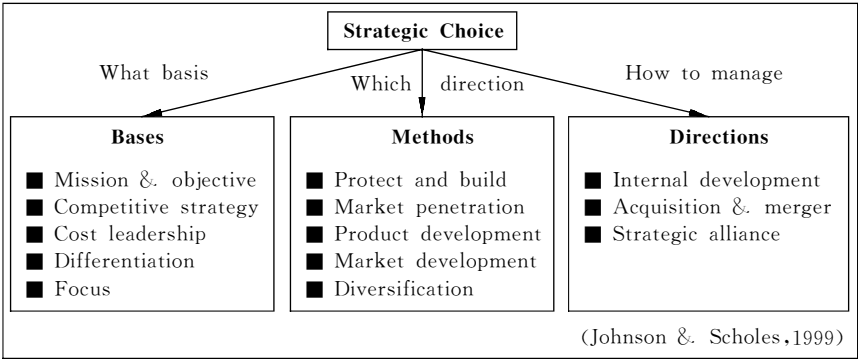 Strategic Choice
What basis
Which direction
How to manage
Bases
■ Mission & objective
■ Competitive strategy
■ Cost leadership
■ Differentiation
■ Focus
Methods
■ Protect and build
■ Market penetration
■ Product development
■ Market development
■ Diversification
Directions
■ Internal development
■ Acquisition & merger
■ Strategic alliance
(Johnson & Scholes,1999)